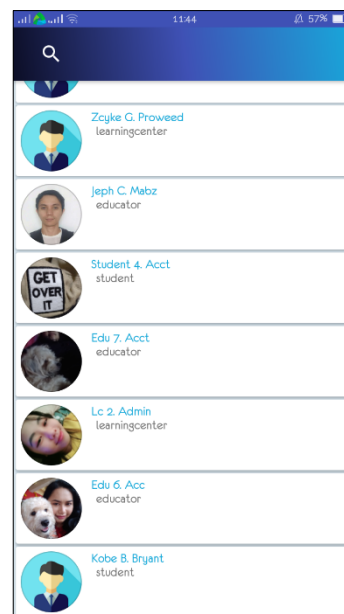 11:44
57%
Zcyke G. Proweed
learningcenter
Jeph C. Mabz
educator
Student 4. Acct
student
GET
OVER
IT
Edu 7. Acct
educator
Lc 2. Admin
learningcenter
Edu 6. Acc
educator
Kobe B. Bryant
student